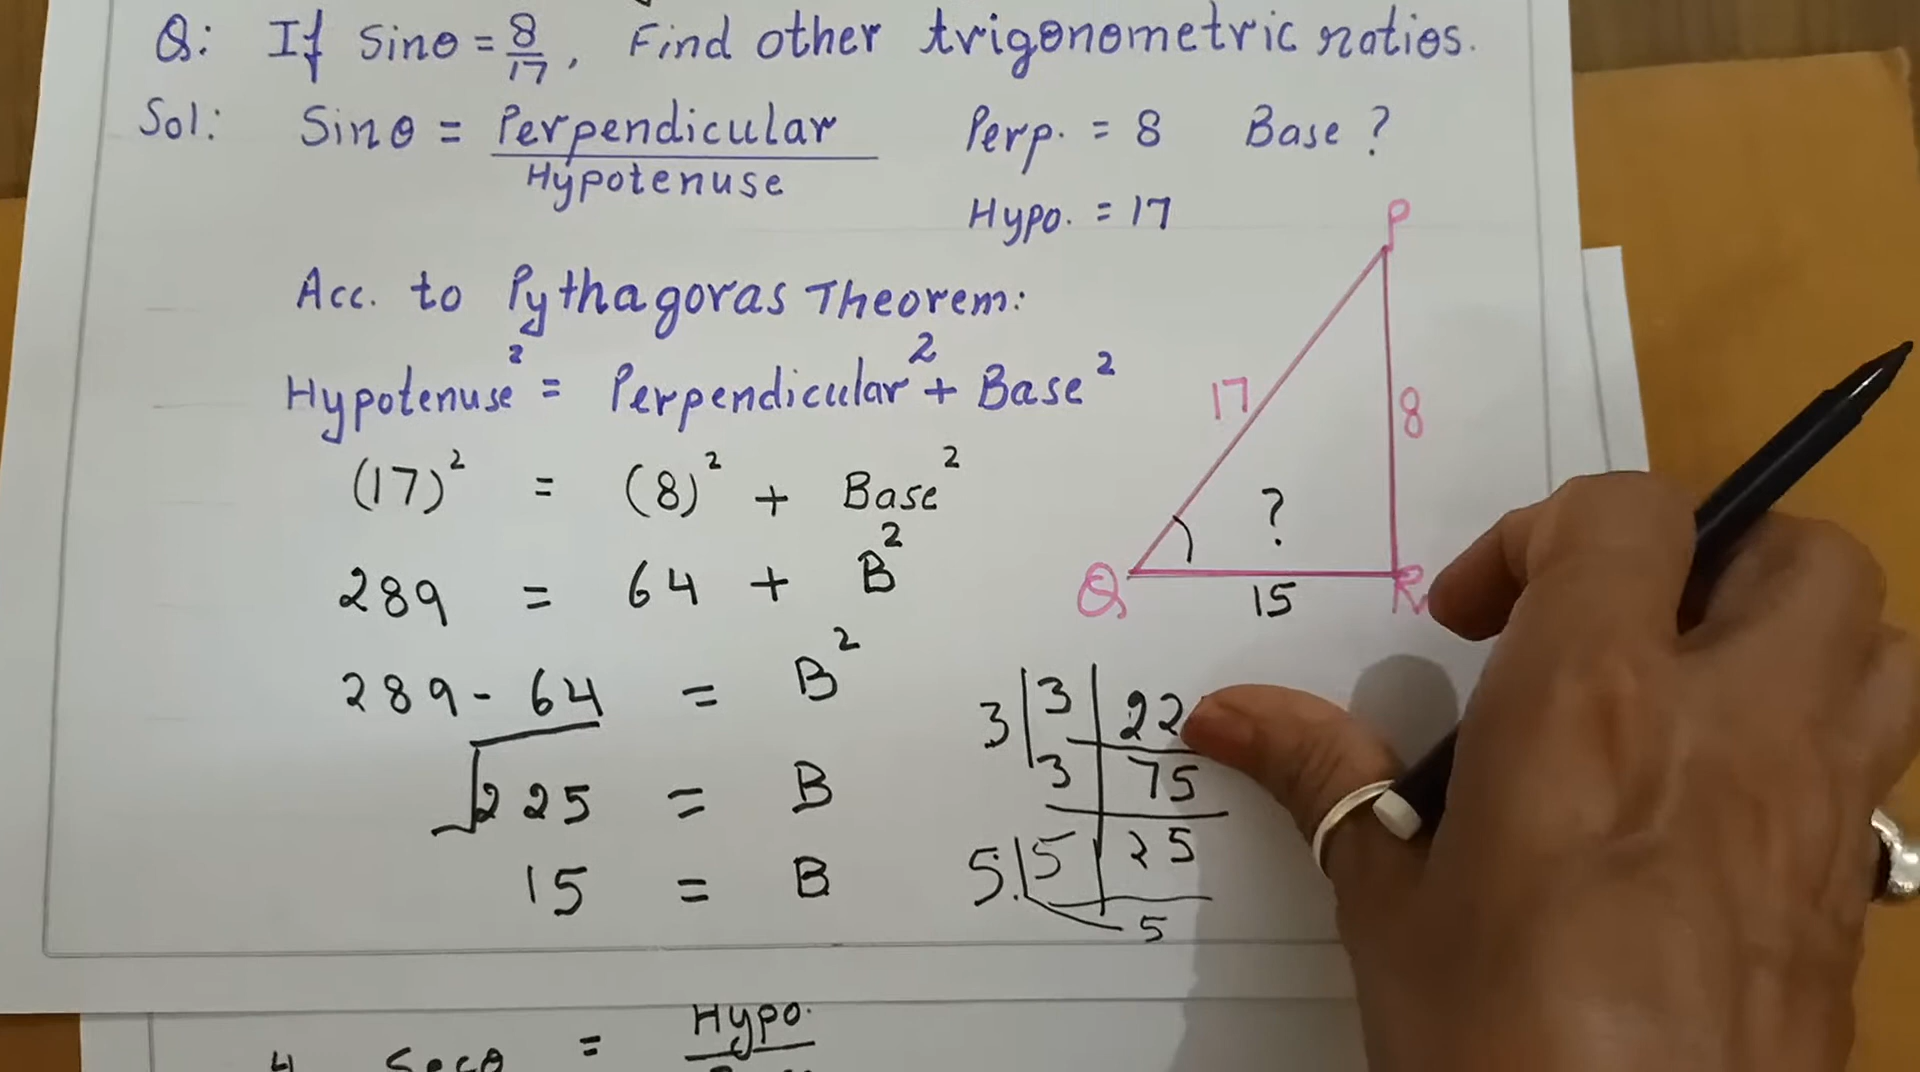 Q: If Sinθ = 8/17, Find other trigonometric ratios.
Sol: Sinθ = Perpendicular/Hypotenuse
Perp. = 8 Base ?
Hypo. = 17
Acc. to Pythagoras Theorem:
Hypotenuse² = Perpendicular² + Base²
(17)² = (8)² + Base²
289 = 64 + B²
289 - 64 = B²
√225 = B
15 = B
P
17
8
?
Q
15
R
3 3 22
3 75
5. 5 25
5
4 Secθ = Hypo.